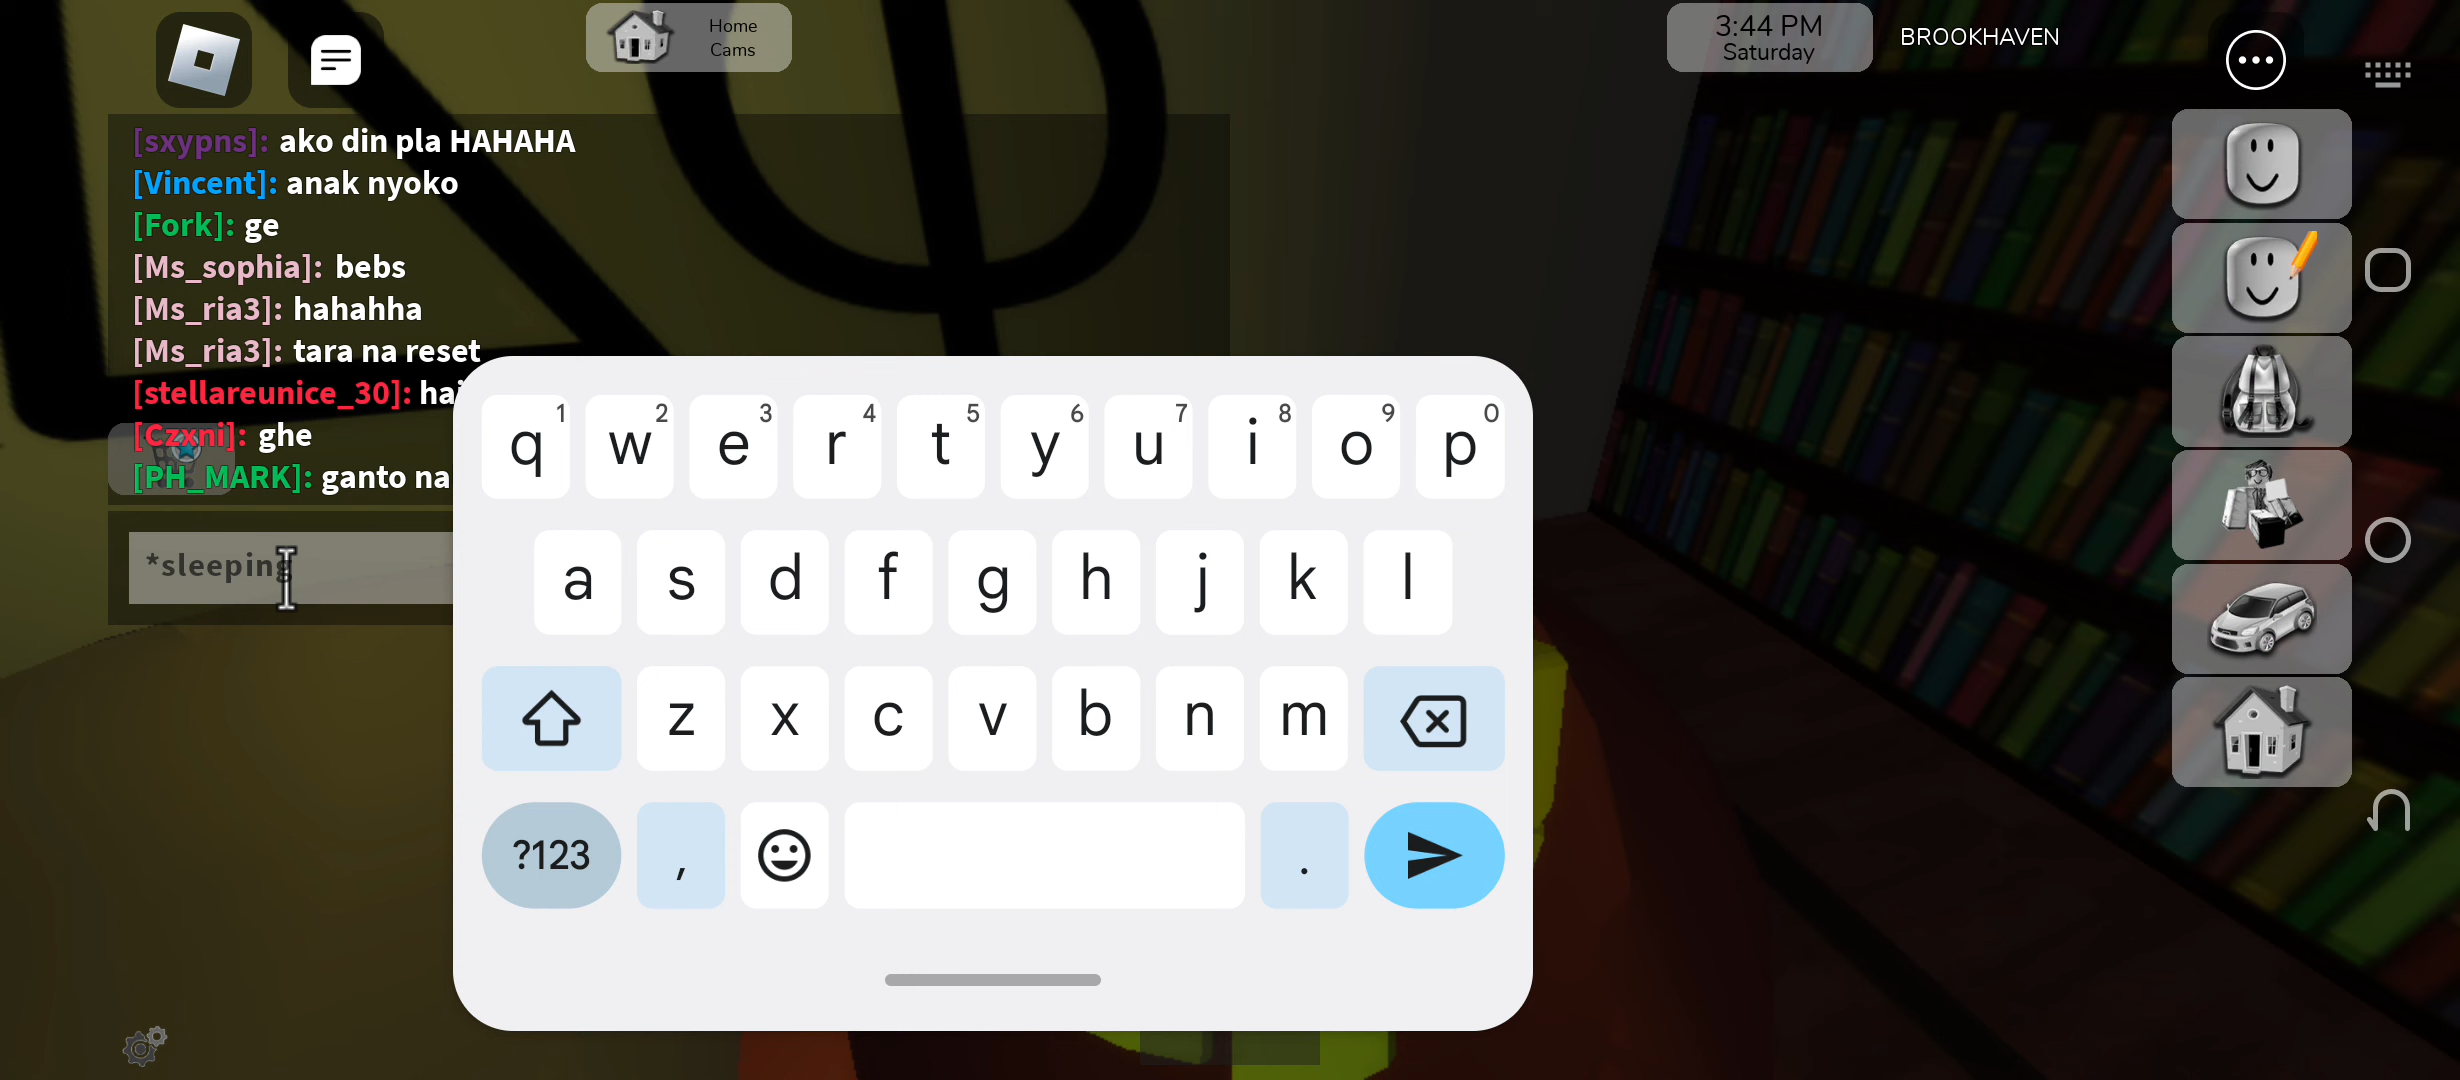 Home
Cams
3:44 PM
Saturday
BROOKHAVEN
[sxypns]: ako din pla HAHAHA
[Vincent]: anak nyoko
[Fork]: ge
[Ms_sophia]: bebs
[Ms_ria3]: hahahha
[Ms_ria3]: tara na reset
[stellareunice_30]: hai
[Czxni]: ghe
[PH_MARK]: ganto na
*sleeping
1 2 3 4 5 6 7 8 9 0
q w e r t y u i o p
a s d f g h j k l
z x c v b n m
?123 , .